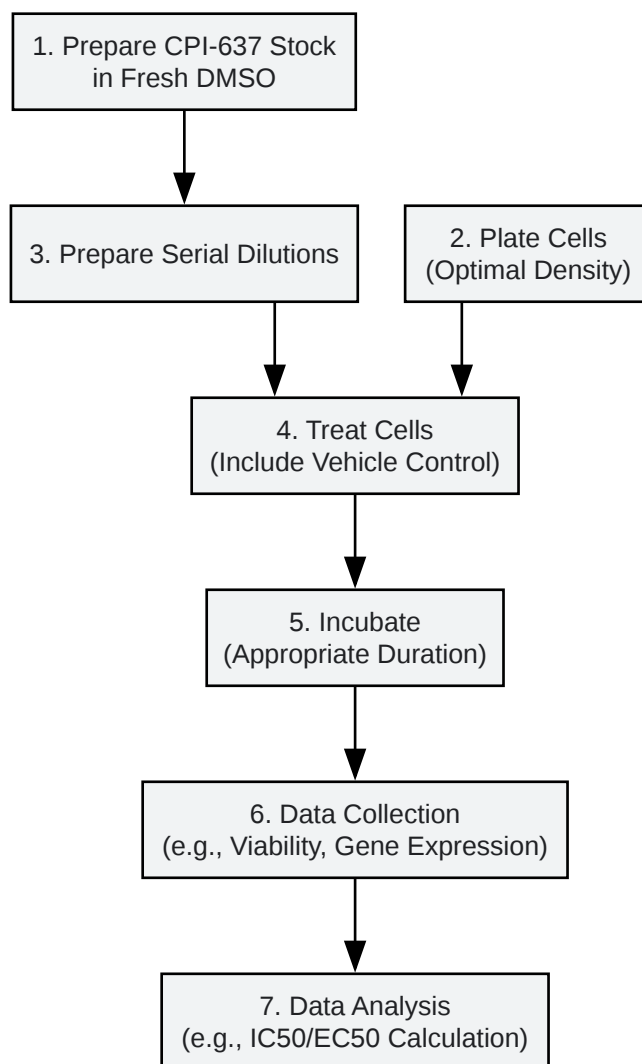 1. Prepare CPI-637 Stock
in Fresh DMSO
3. Prepare Serial Dilutions
2. Plate Cells
(Optimal Density)
4. Treat Cells
(Include Vehicle Control)
5. Incubate
(Appropriate Duration)
6. Data Collection
(e.g., Viability, Gene Expression)
7. Data Analysis
(e.g., IC50/EC50 Calculation)